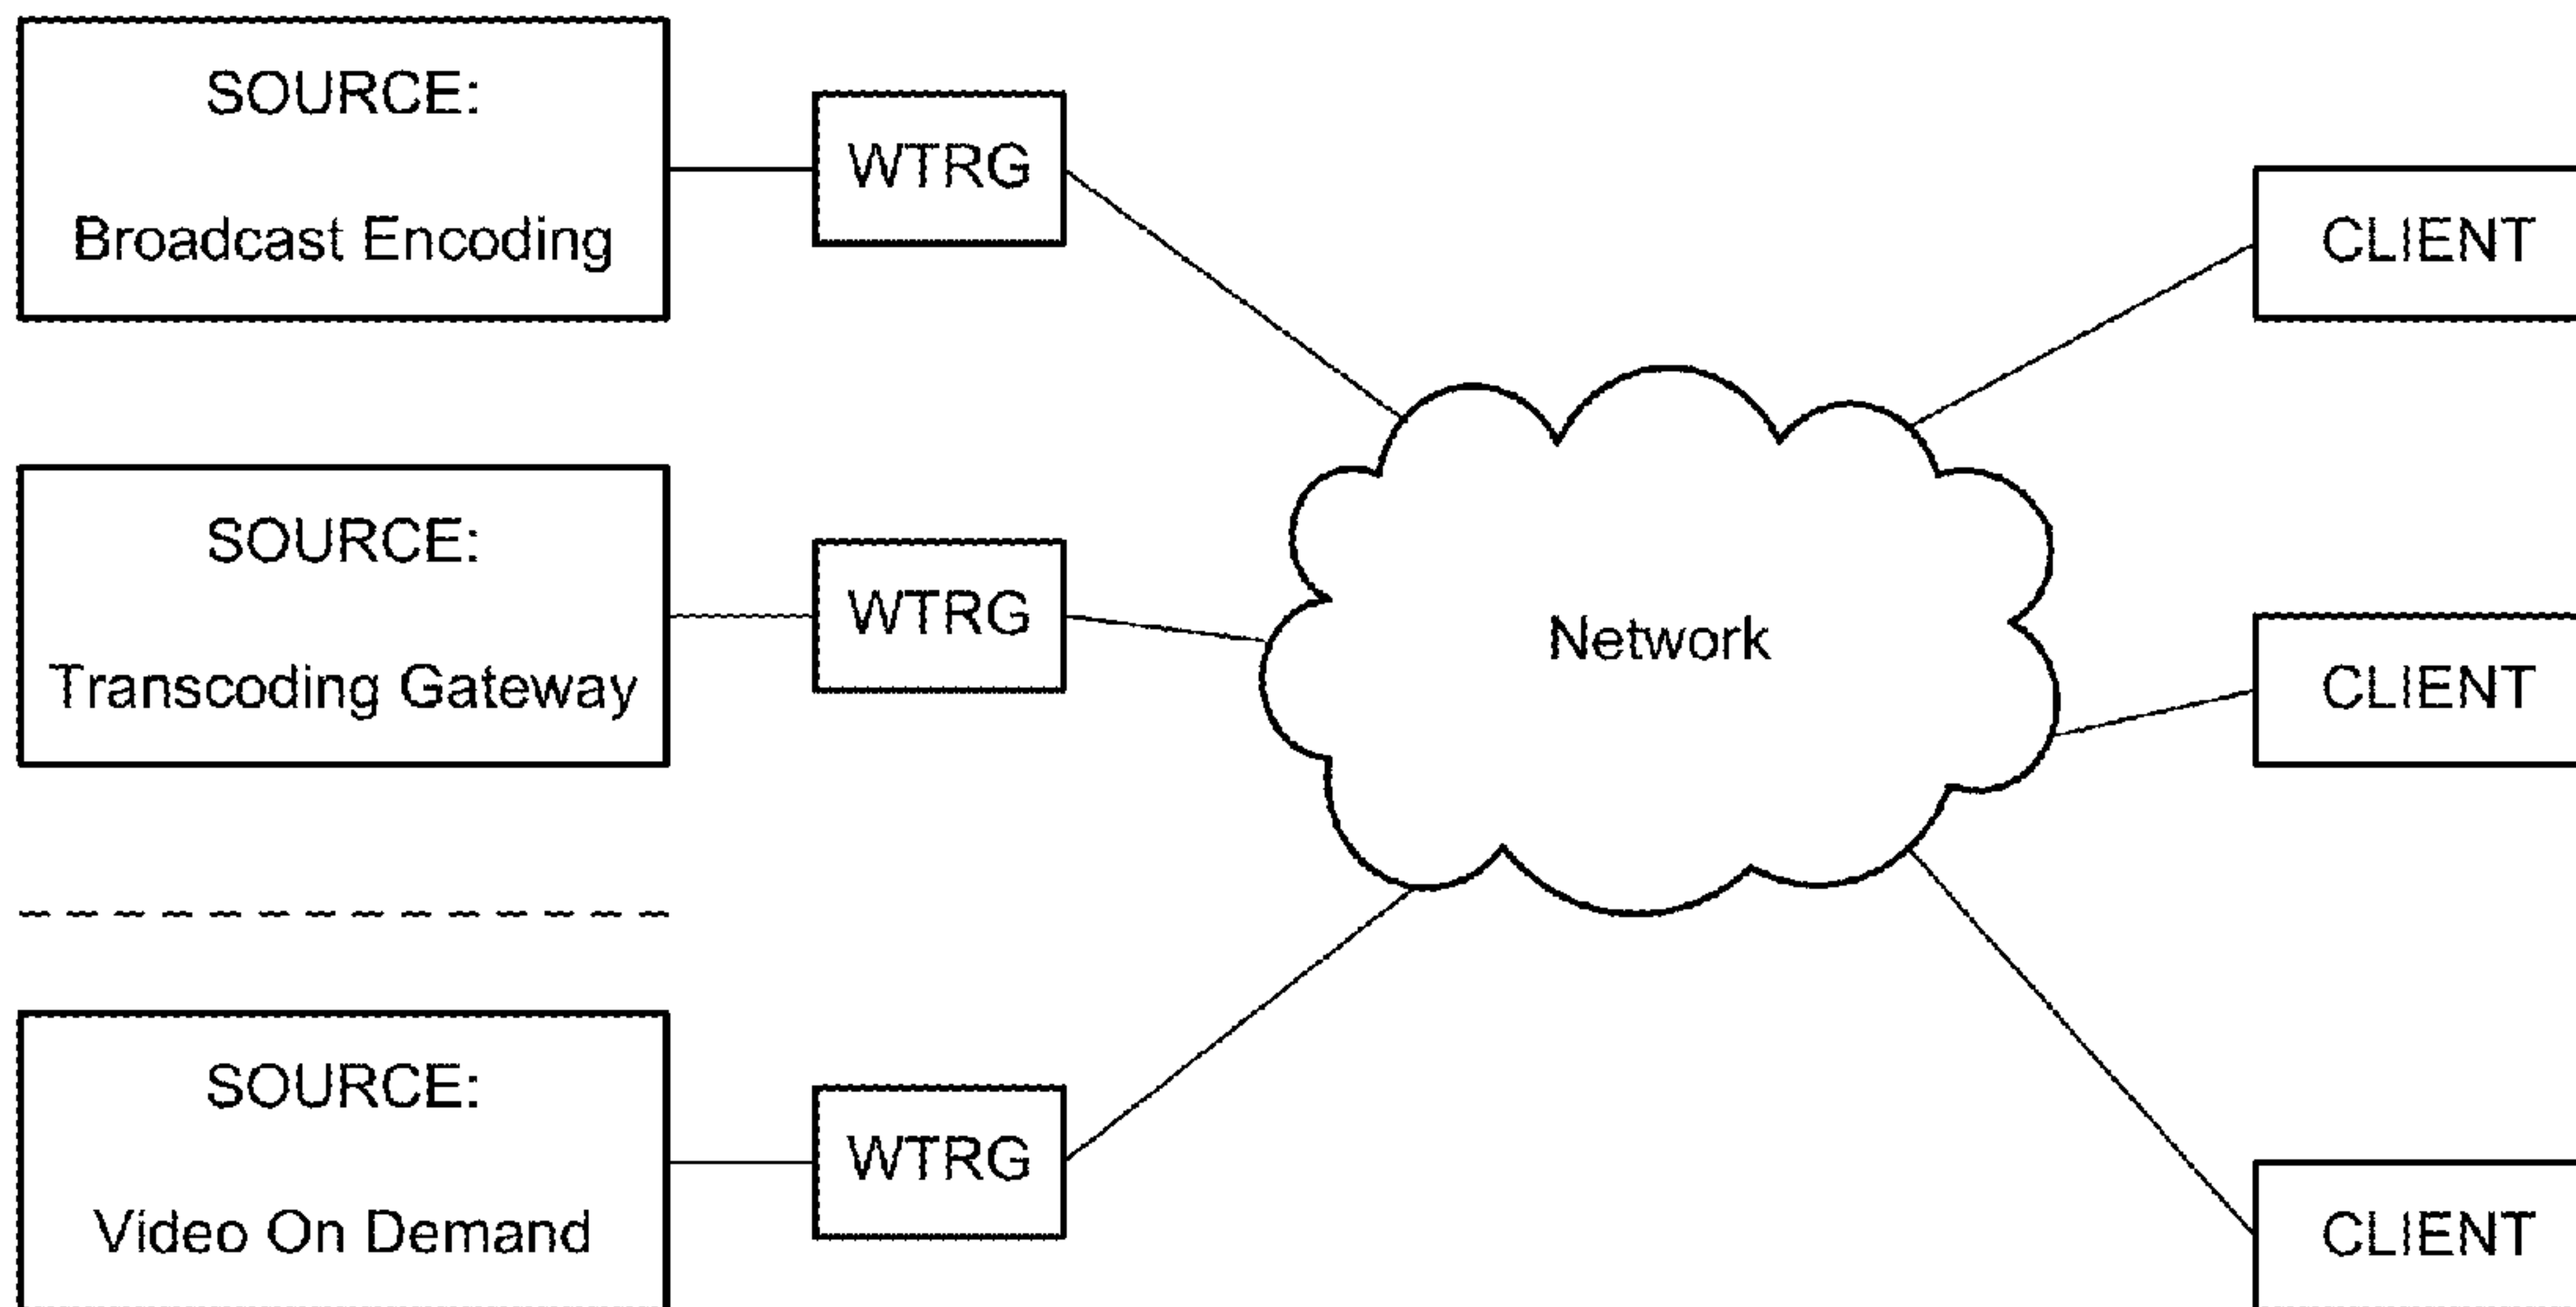 SOURCE:
Broadcast Encoding
WTRG
CLIENT
SOURCE:
Transcoding Gateway
WTRG
Network
CLIENT
SOURCE:
Video On Demand
WTRG
CLIENT